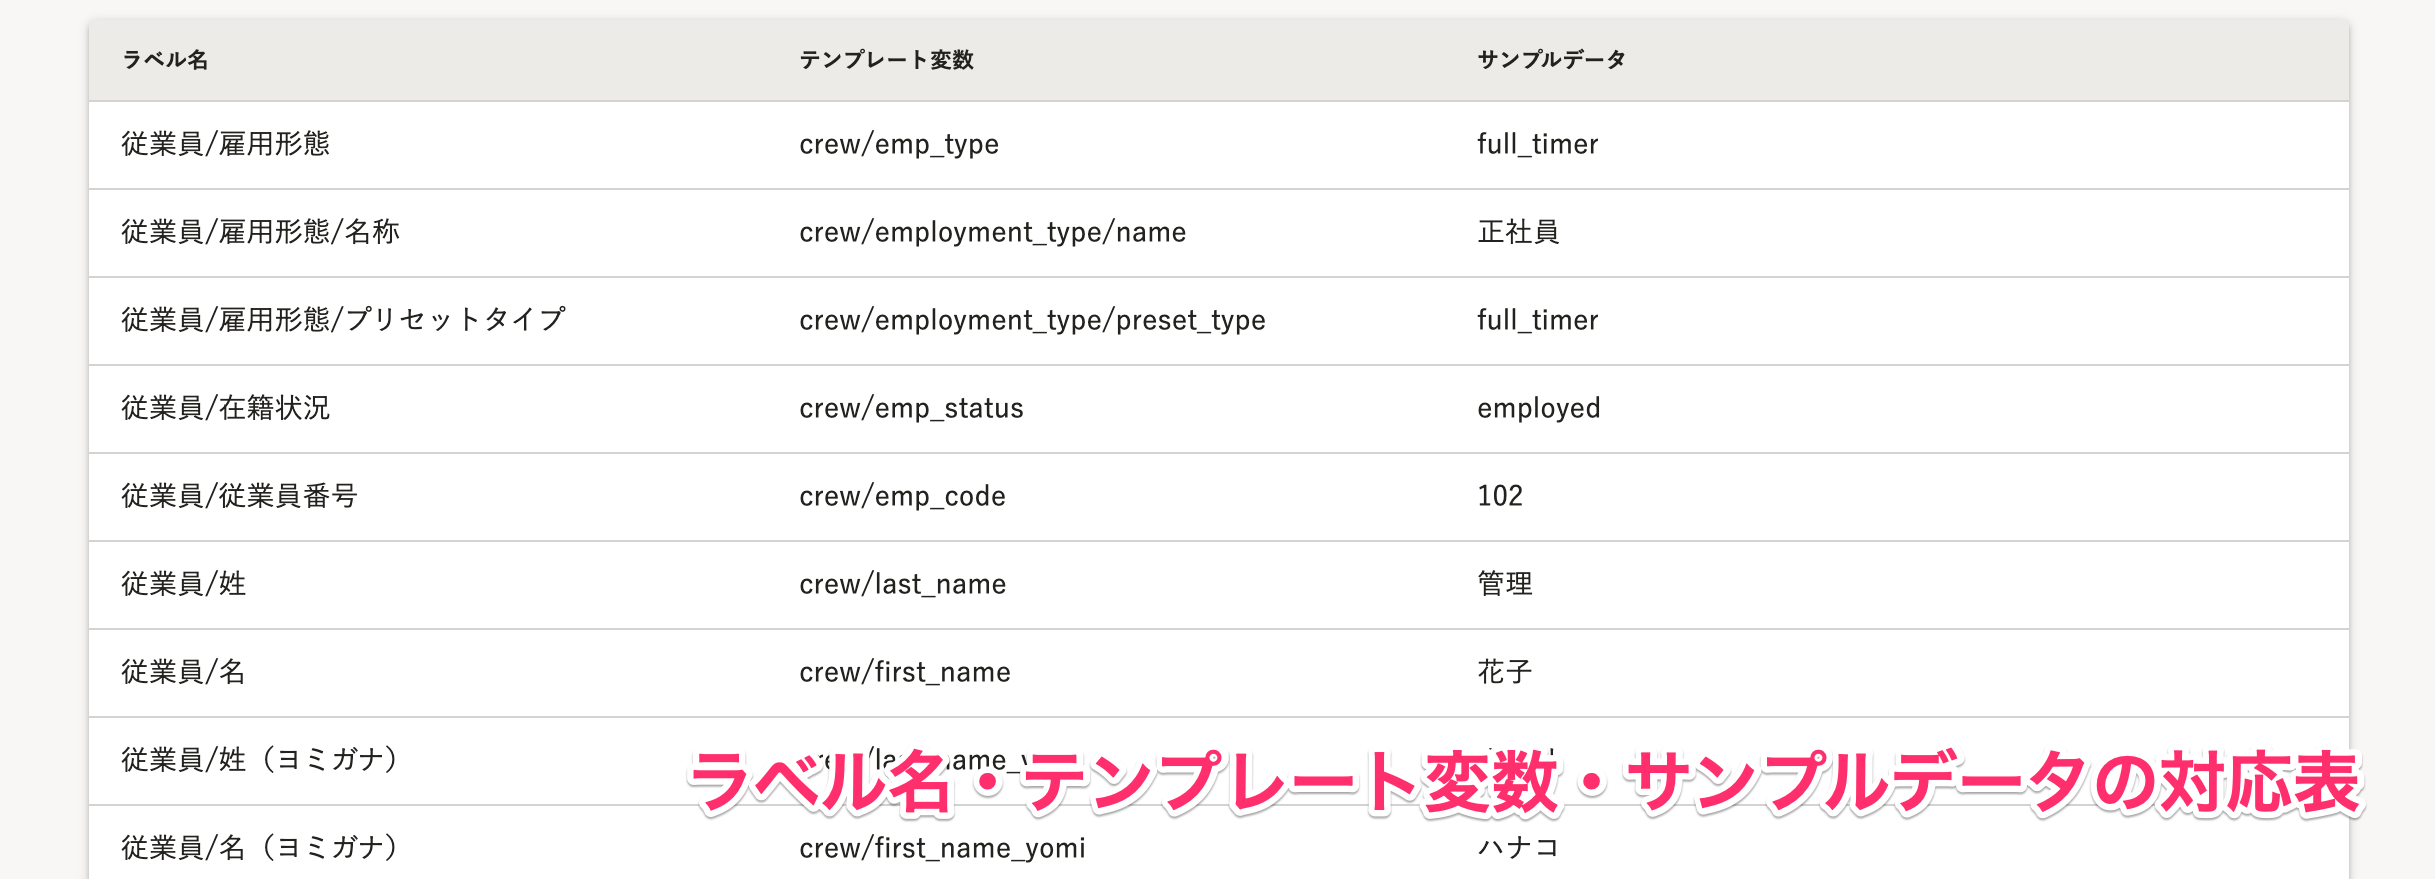 ラベル名 テンプレート変数 サンプルデータ
従業員/雇用形態 crew/emp_type full_timer
従業員/雇用形態/名称 crew/employment_type/name 正社員
従業員/雇用形態/プリセットタイプ crew/employment_type/preset_type full_timer
従業員/在籍状況 crew/emp_status employed
従業員/従業員番号 crew/emp_code 102
従業員/姓 crew/last_name 管理
従業員/名 crew/first_name 花子
従業員/姓（ヨミガナ）
ラベル名・テンプレート変数・サンプルデータの対応表
従業員/名（ヨミガナ） crew/first_name_yomi ハナコ